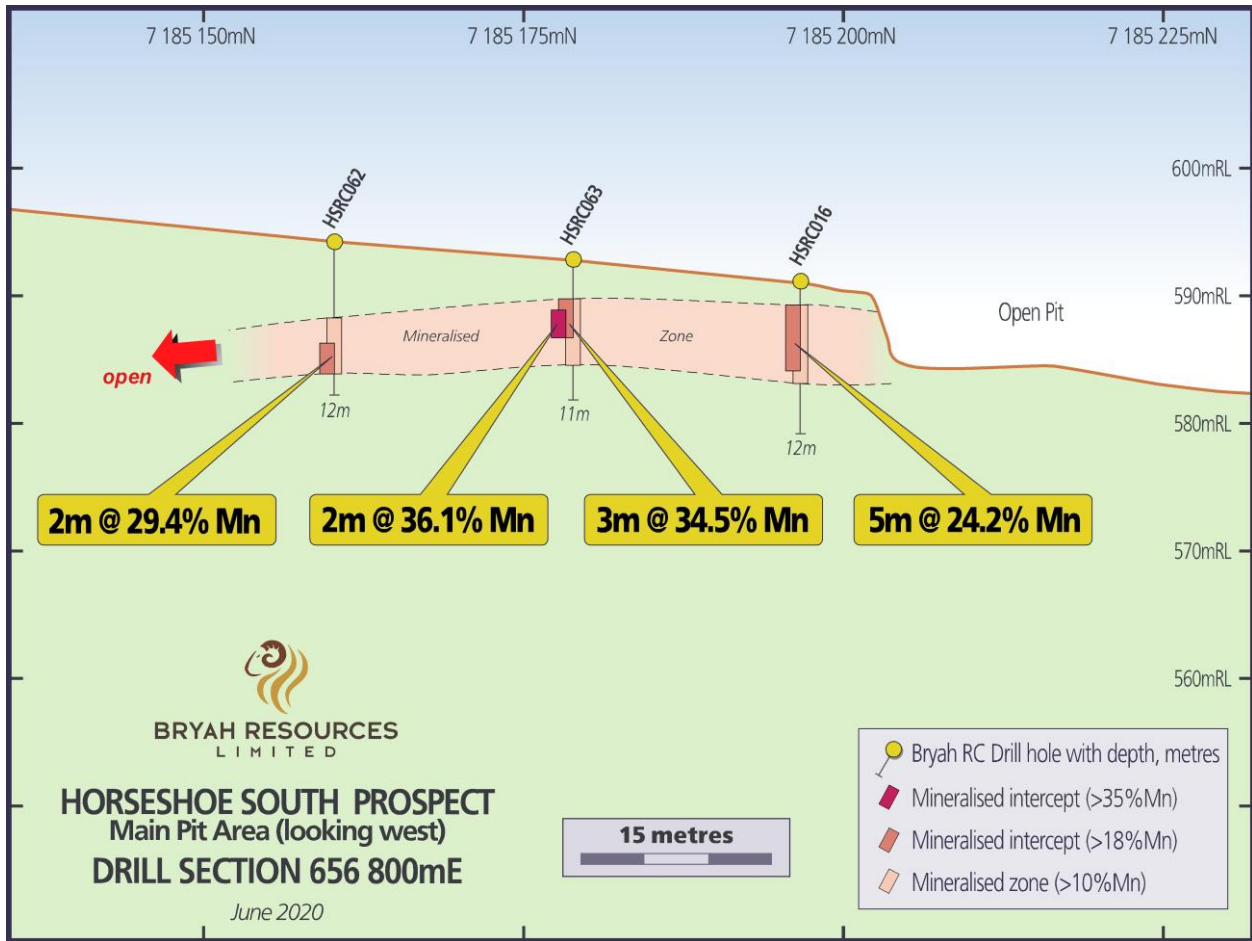 7 185 150mN
7 185 175mN
7 185 200mN
7 185 225mN
600mRL
HSRC062
HSRC063
HSRC016
590mRL
Open Pit
Mineralised
Zone
open
12m
11m
12m
580mRL
2m @ 29.4% Mn
2m @ 36.1% Mn
3m @ 34.5% Mn
5m @ 24.2% Mn
570mRL
560mRL
BRYAH RESOURCES
LIMITED
HORSESHOE SOUTH PROSPECT
Main Pit Area (looking west)
DRILL SECTION 656 800mE
June 2020
15 metres
Bryah RC Drill hole with depth, metres
Mineralised intercept (>35%Mn)
Mineralised intercept (>18%Mn)
Mineralised zone (>10%Mn)